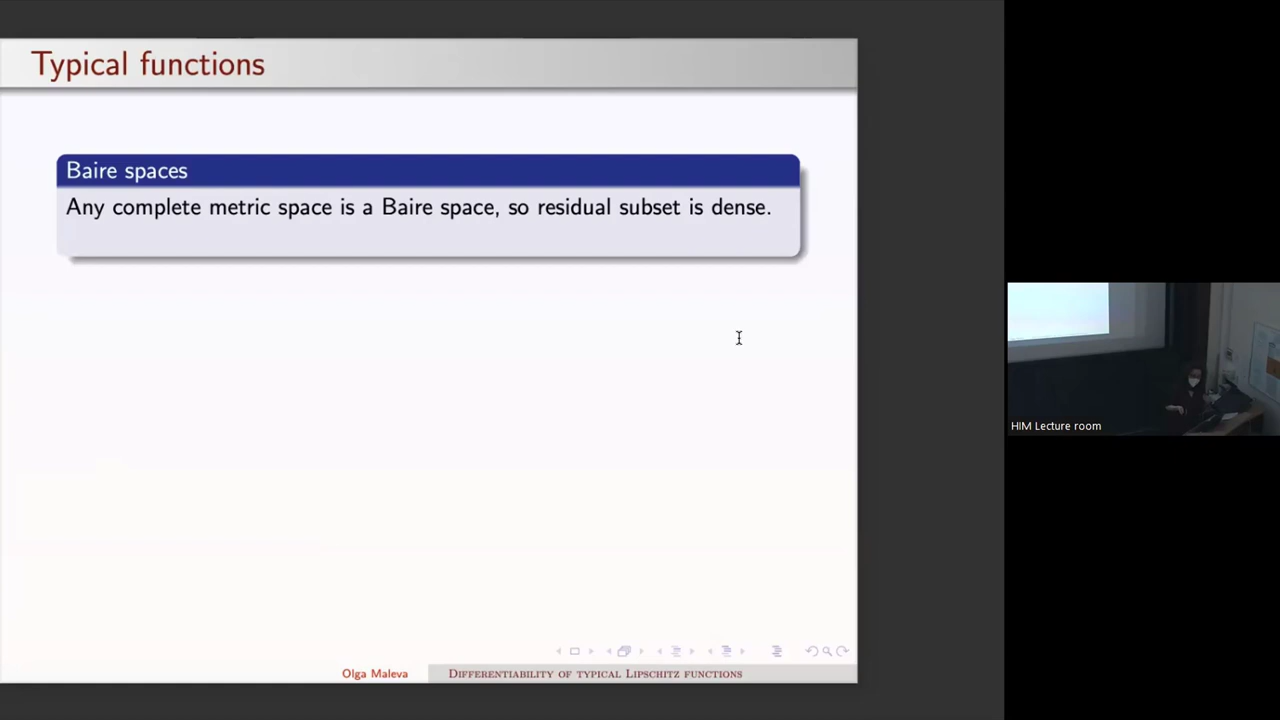 Typical functions
Baire spaces
Any complete metric space is a Baire space, so residual subset is dense.
HIM Lecture room
Olga Maleva
Differentiability of typical Lipschitz functions